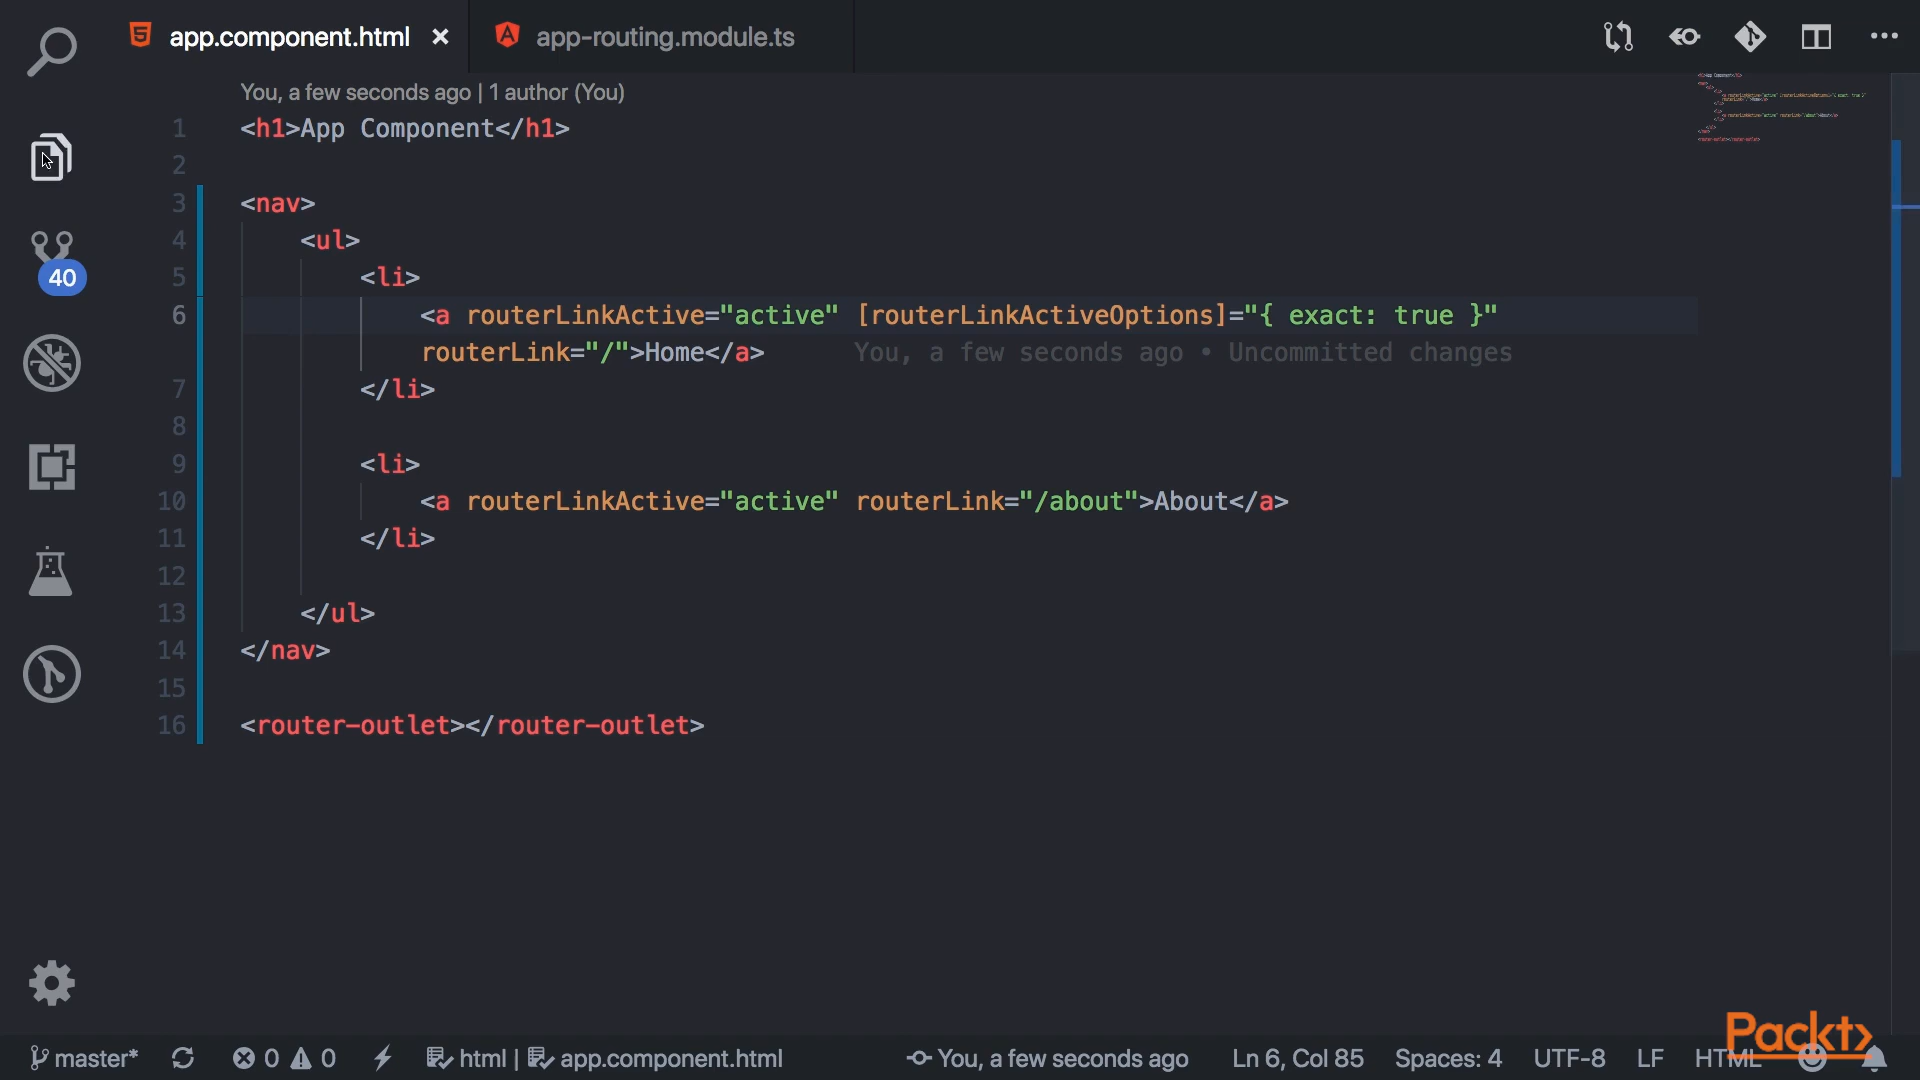 app.component.html
app-routing.module.ts
You, a few seconds ago | 1 author (You)
1 <h1>App Component</h1>
2
3 <nav>
4 <ul>
5 <li>
6 <a routerLinkActive="active" [routerLinkActiveOptions]="{ exact: true }"
routerLink="/">Home</a> You, a few seconds ago • Uncommitted changes
7 </li>
8
9 <li>
10 <a routerLinkActive="active" routerLink="/about">About</a>
11 </li>
12
13 </ul>
14 </nav>
15
16 <router-outlet></router-outlet>
40
master* 0 0 html | app.component.html You, a few seconds ago Ln 6, Col 85 Spaces: 4 UTF-8 LF HTML
Packt>